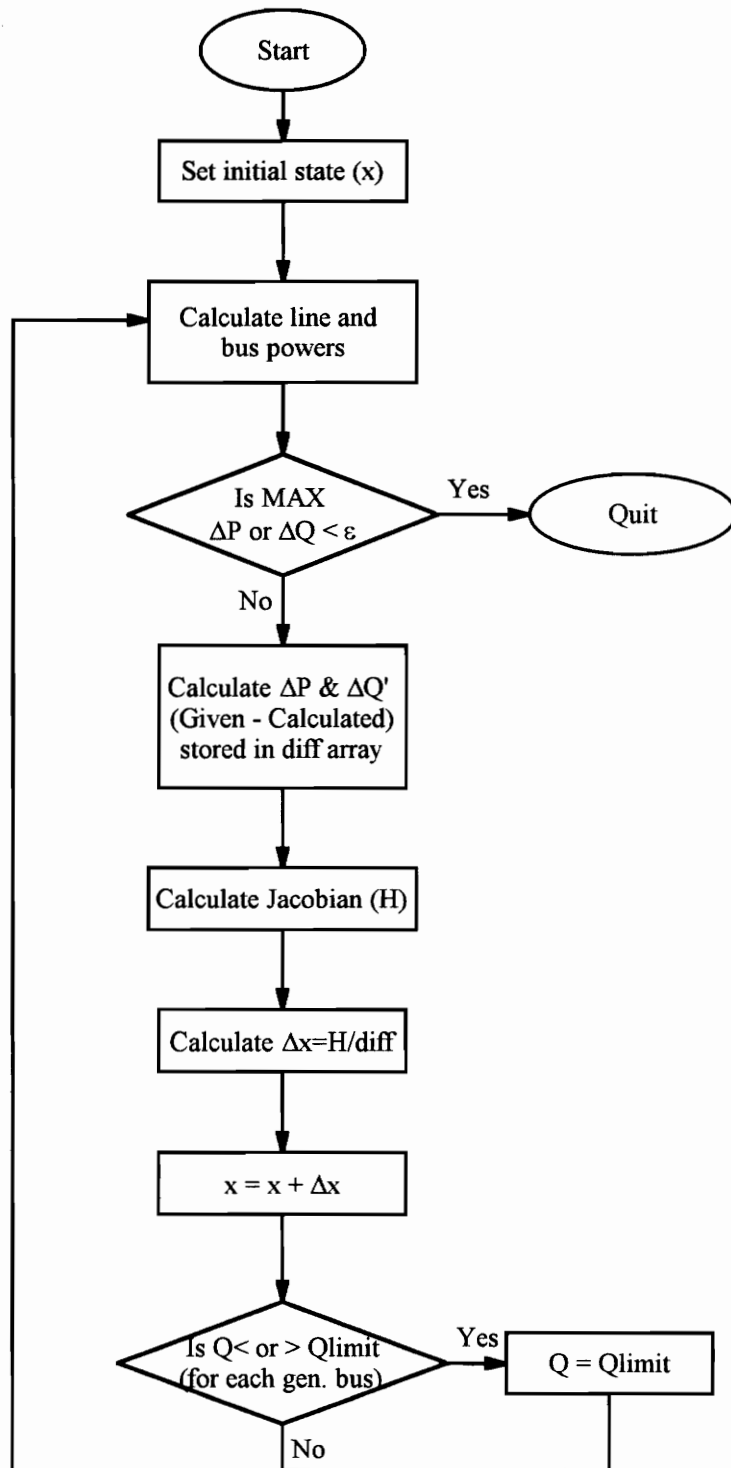 Start
Set initial state (x)
Calculate line and
bus powers
Is MAX
ΔP or ΔQ < ε
Yes
Quit
No
Calculate ΔP & ΔQ'
(Given - Calculated)
stored in diff array
Calculate Jacobian (H)
Calculate Δx=H/diff
x = x + Δx
Is Q< or > Qlimit
(for each gen. bus)
Yes
Q = Qlimit
No